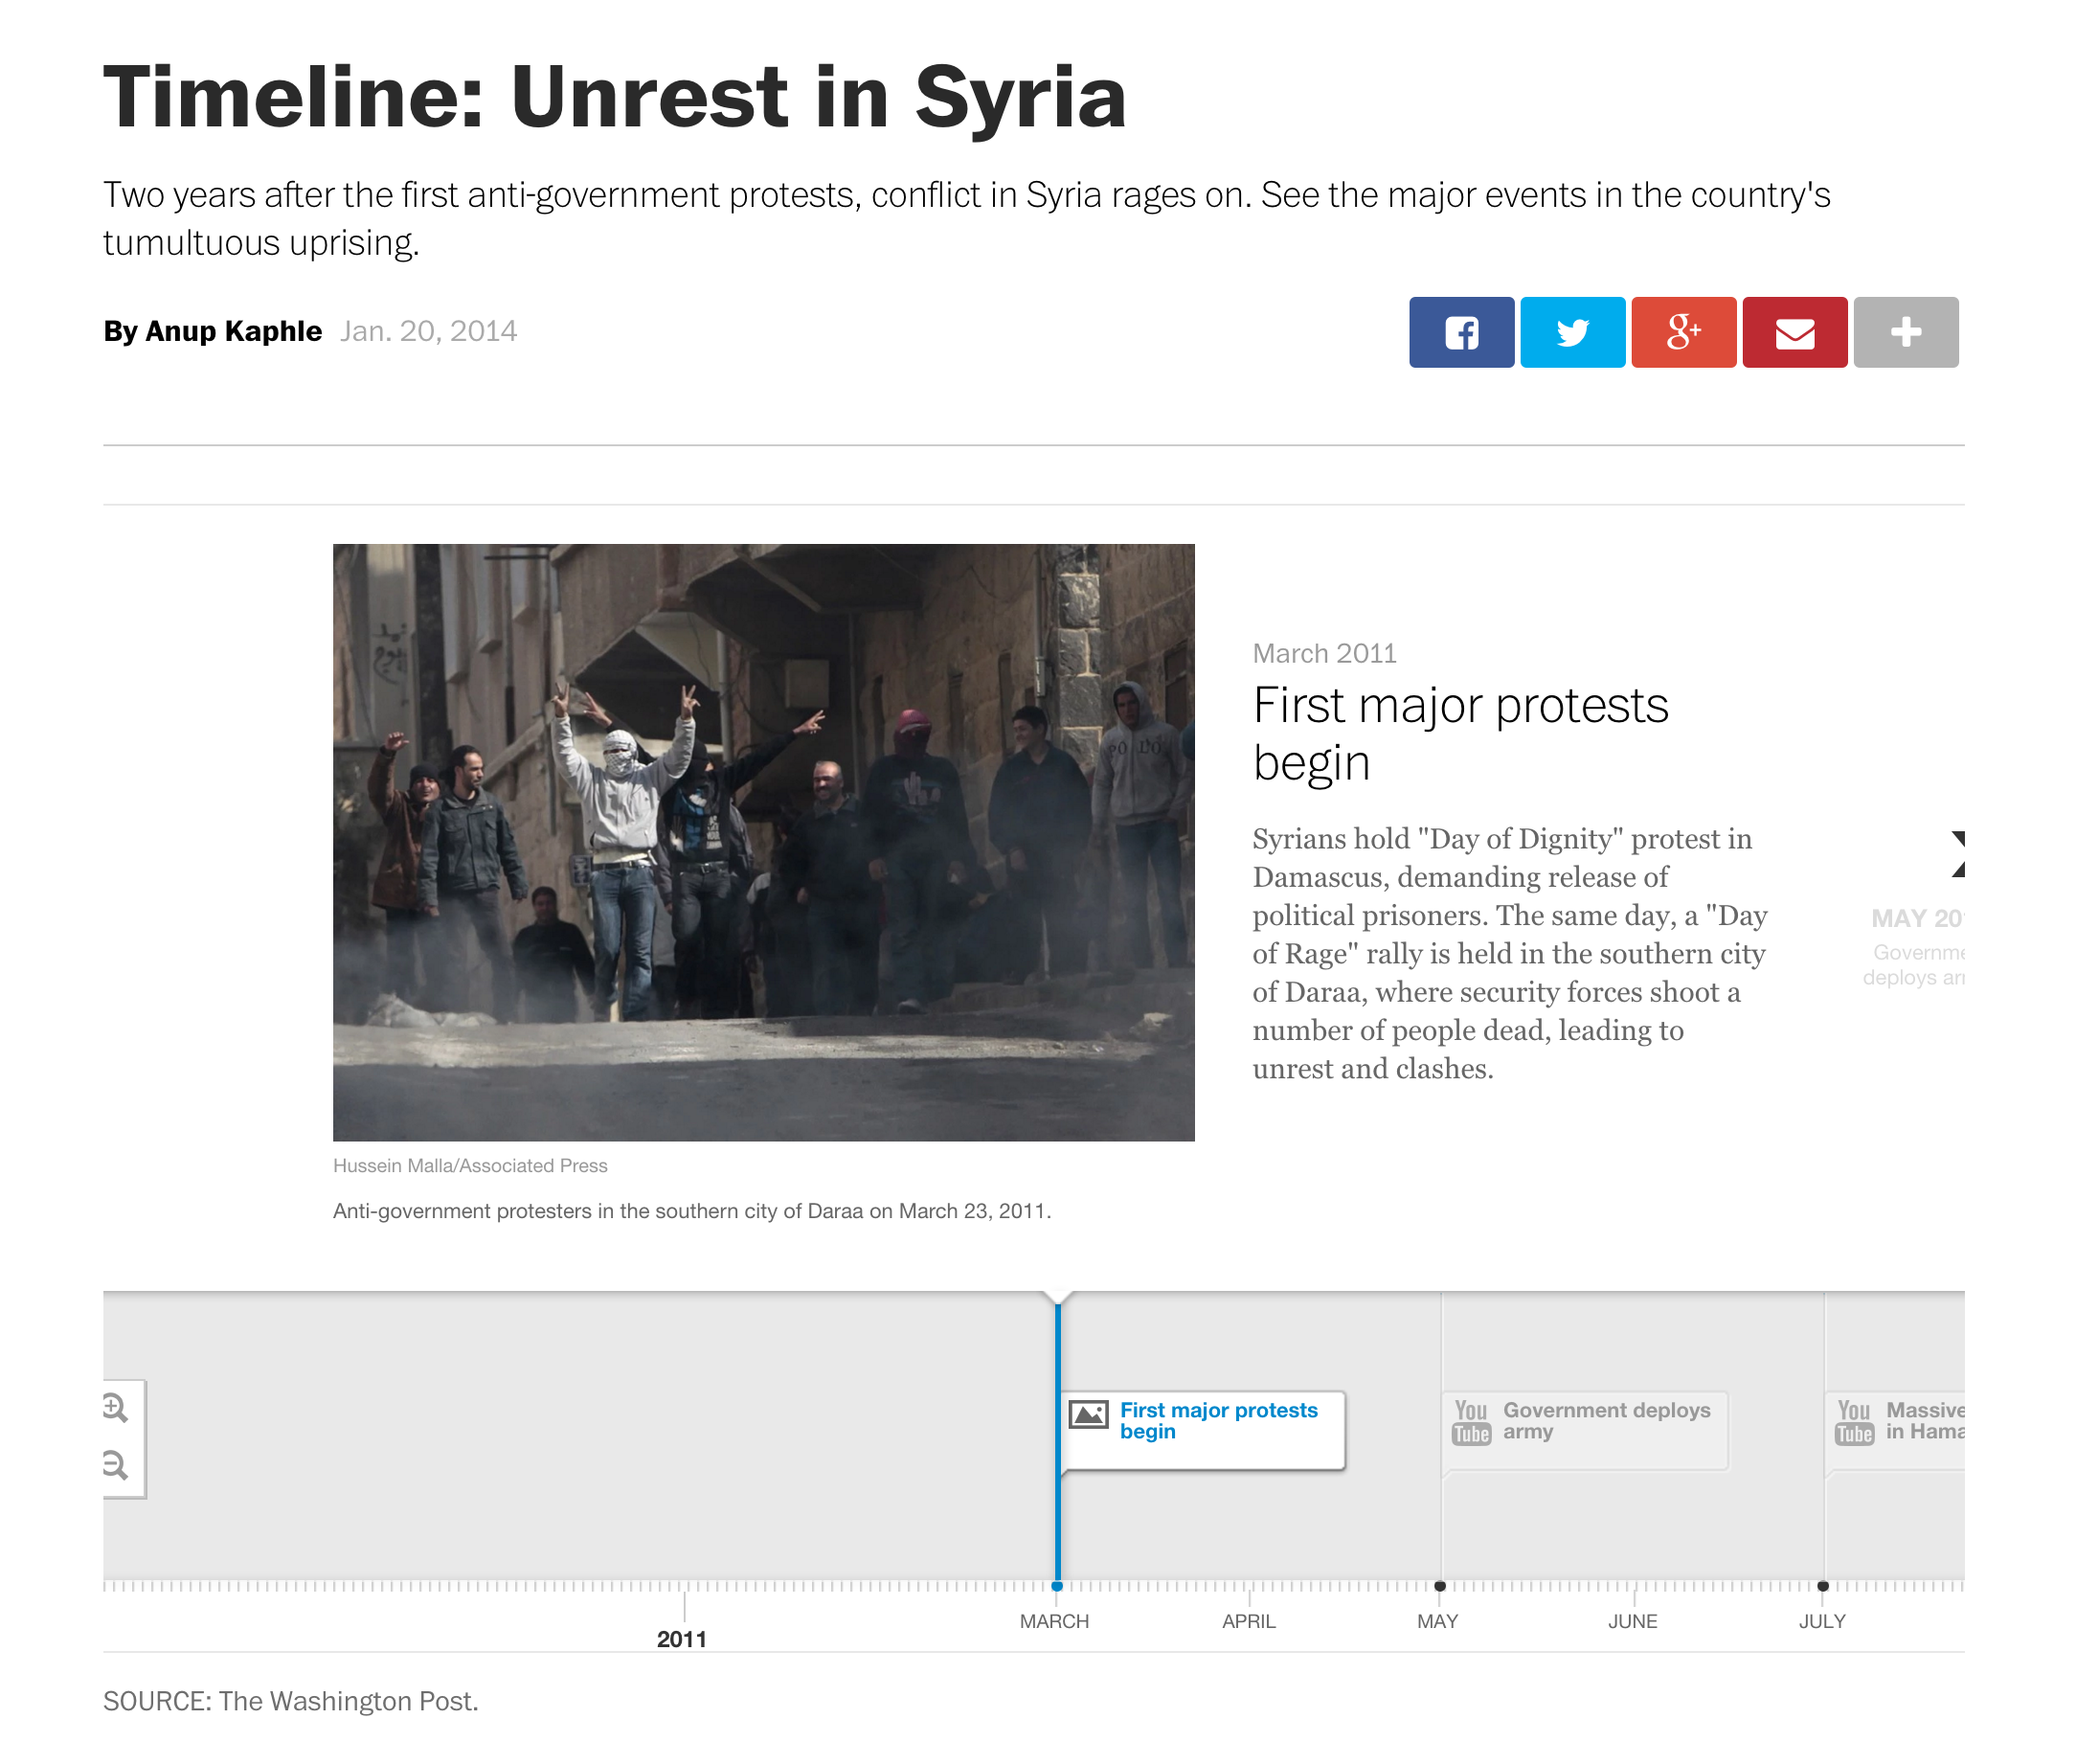 Timeline: Unrest in Syria
Two years after the first anti-government protests, conflict in Syria rages on. See the major events in the country's
tumultuous uprising.
By Anup Kaphle Jan. 20, 2014
g+
March 2011
First major protests
begin
Syrians hold "Day of Dignity" protest in
Damascus, demanding release of
political prisoners. The same day, a "Day
of Rage" rally is held in the southern city
of Daraa, where security forces shoot a
number of people dead, leading to
unrest and clashes.
MAY 20
Governme
deploys arr
POLO
Hussein Malla/Associated Press
Anti-government protesters in the southern city of Daraa on March 23, 2011.
First major protests
begin
You
Tube
Government deploys
army
You
Tube
Massive
in Hama
2011
MARCH
APRIL
MAY
JUNE
JULY
SOURCE: The Washington Post.